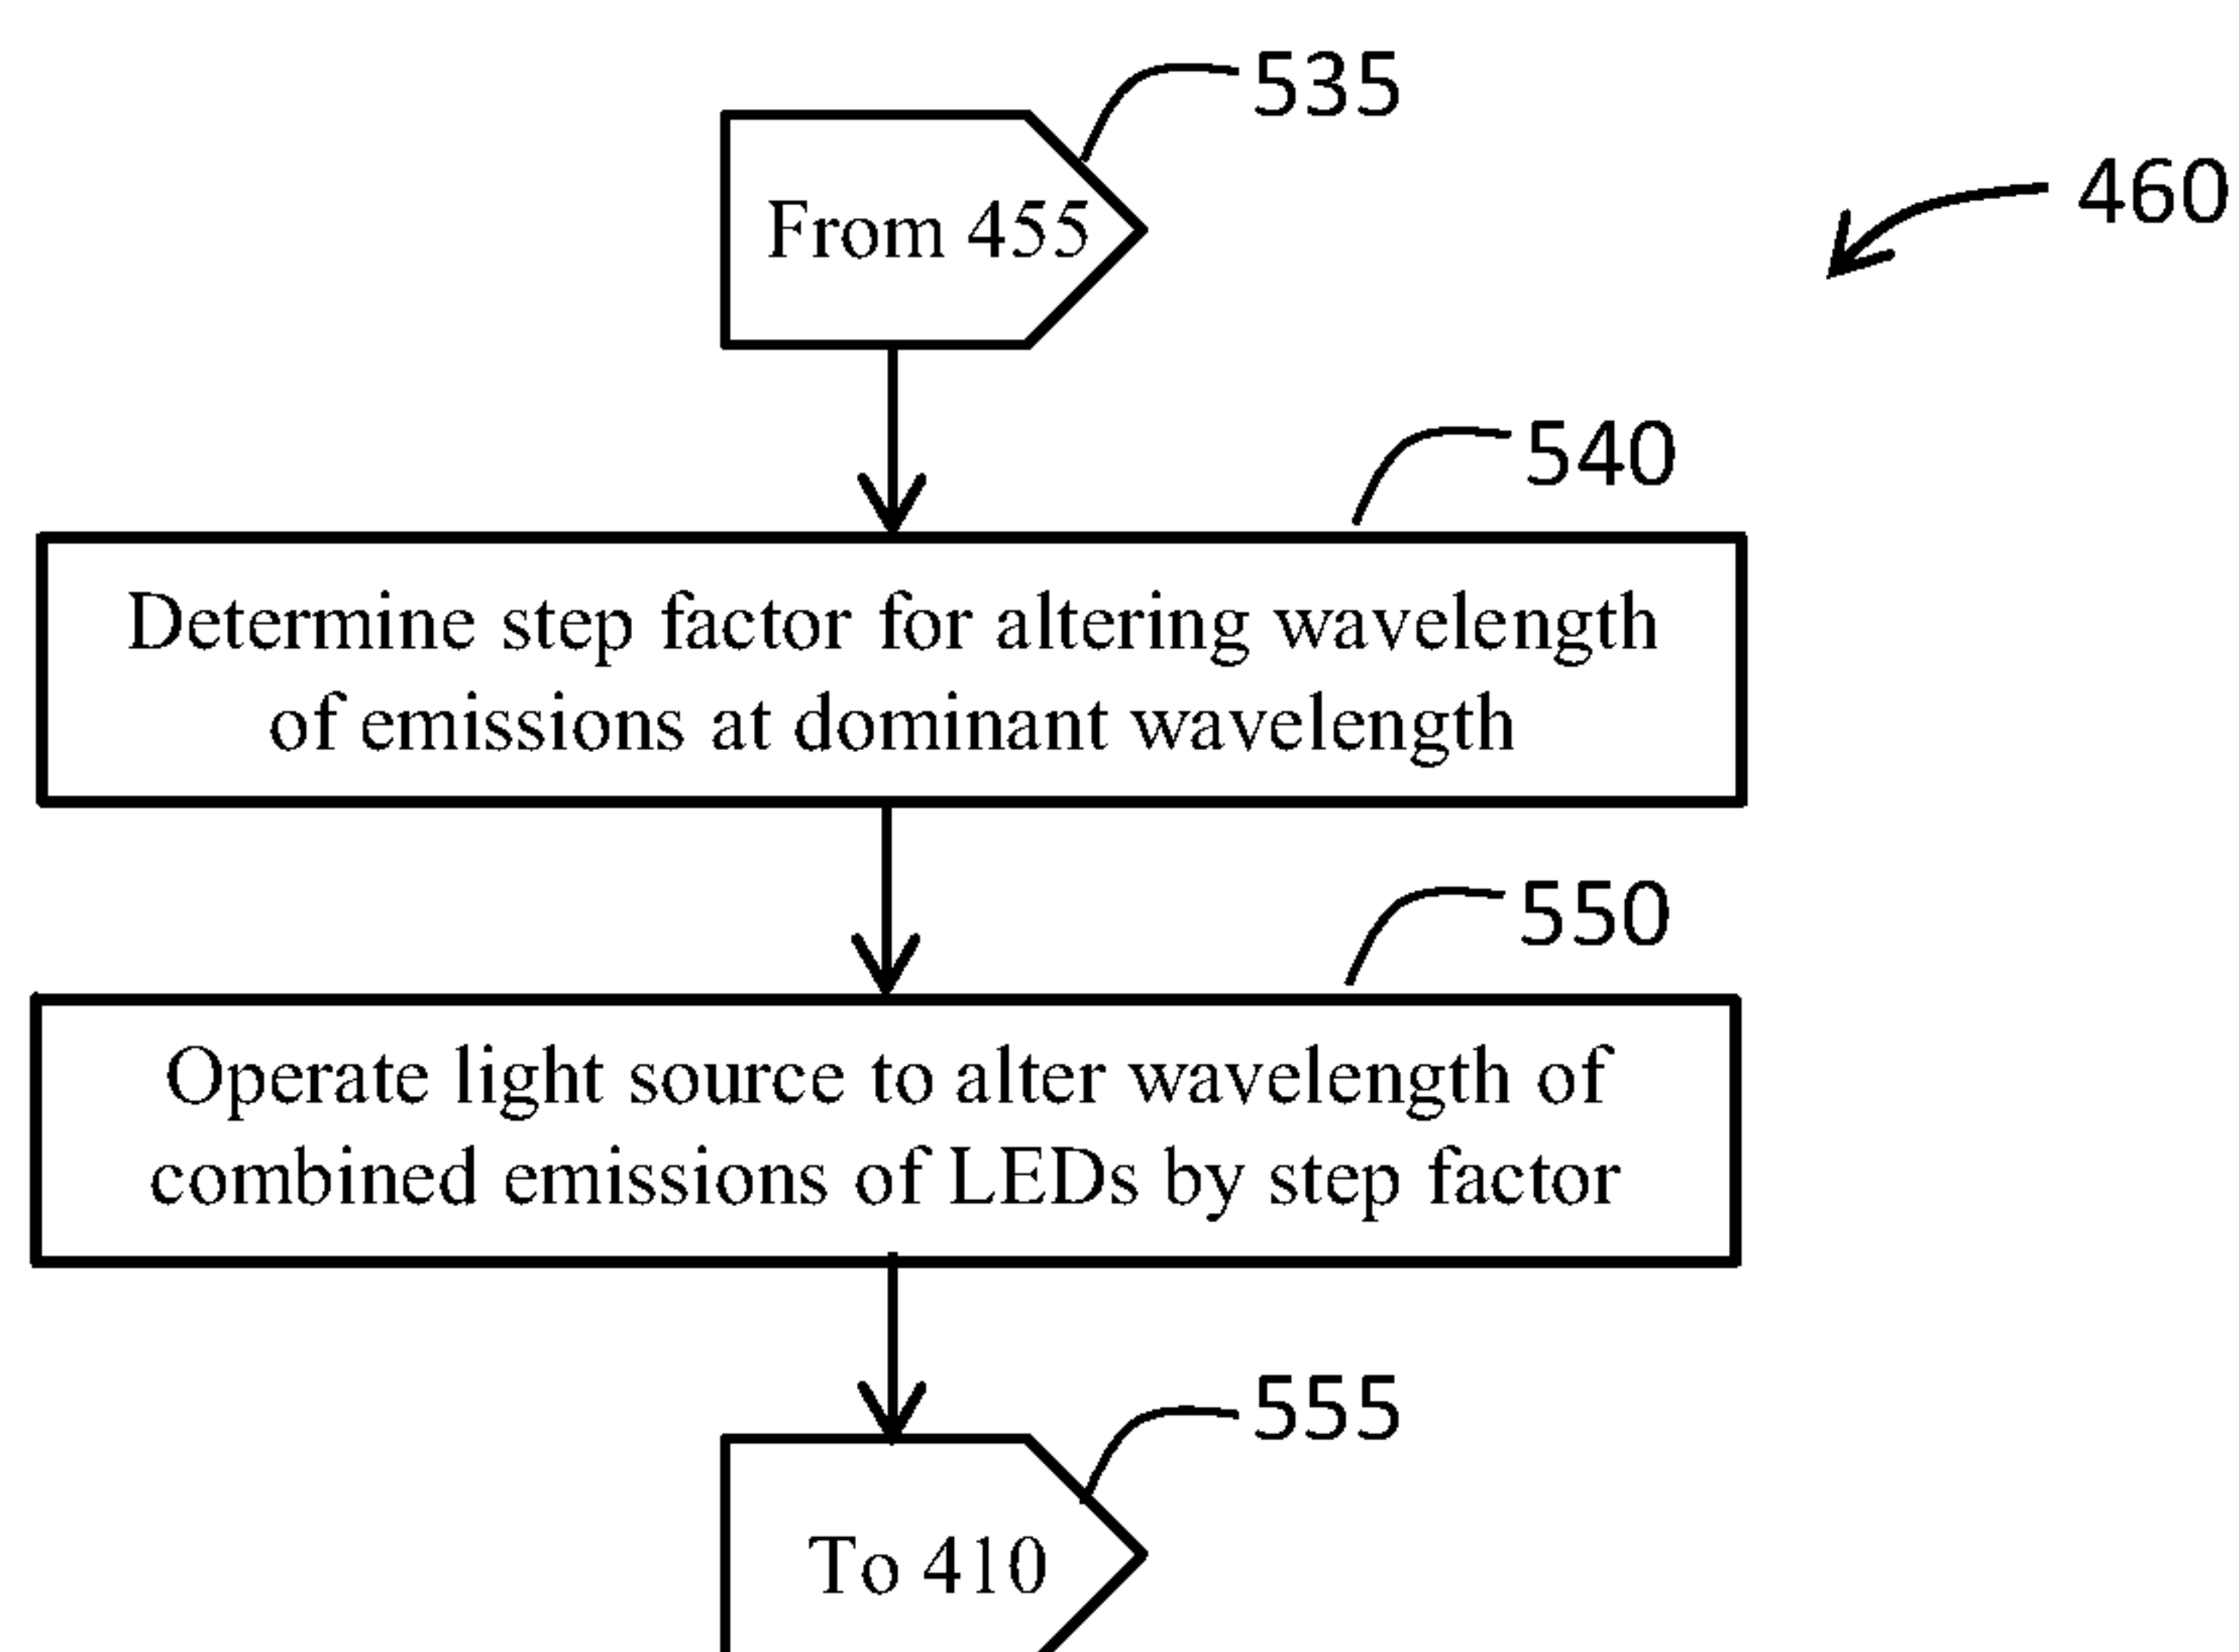 535
From 455
460
540
Determine step factor for altering wavelength
of emissions at dominant wavelength
550
Operate light source to alter wavelength of
combined emissions of LEDs by step factor
555
To 410